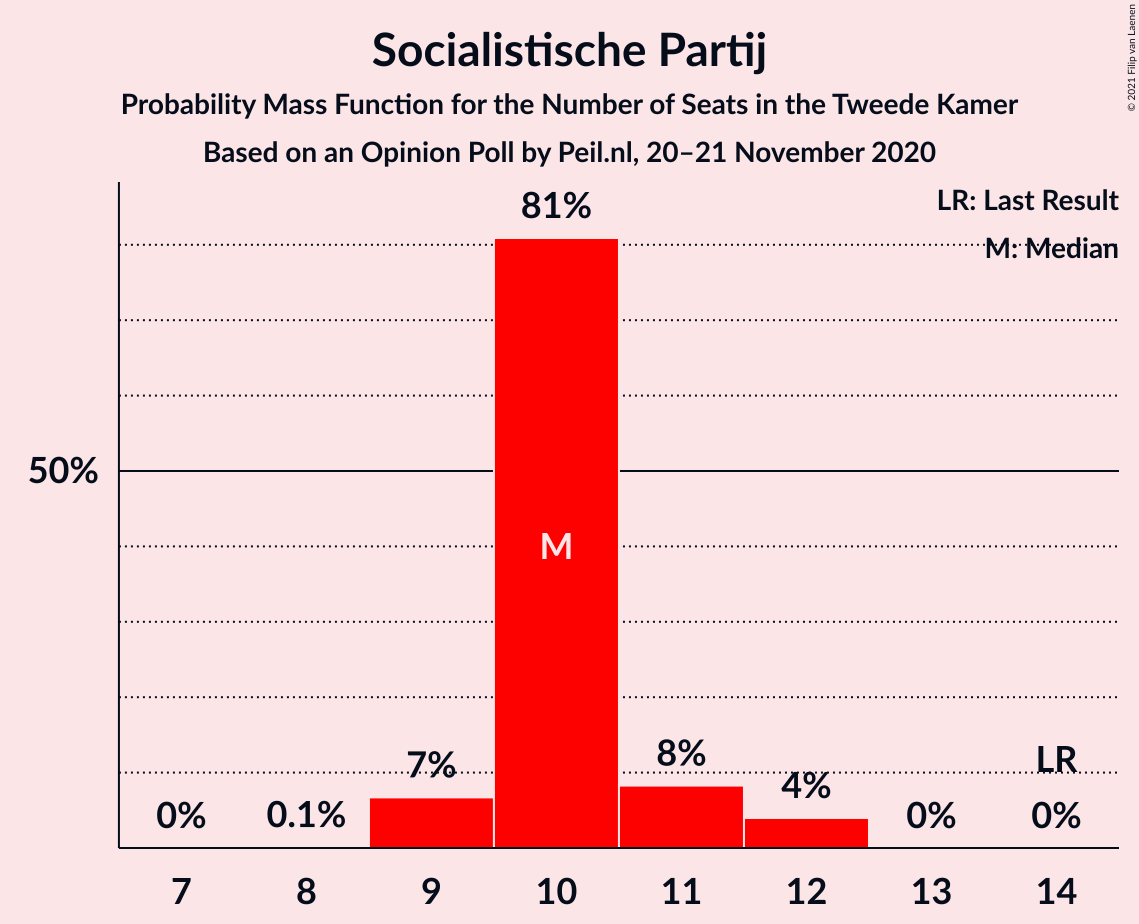 Socialistische Partij
Probability Mass Function for the Number of Seats in the Tweede Kamer
Based on an Opinion Poll by Peil.nl, 20–21 November 2020
© 2021 Filip van Laenen
LR: Last Result
M: Median
81%
50%
M
7%
8%
4%
LR
0%
0.1%
0%
0%
7 8 9 10 11 12 13 14